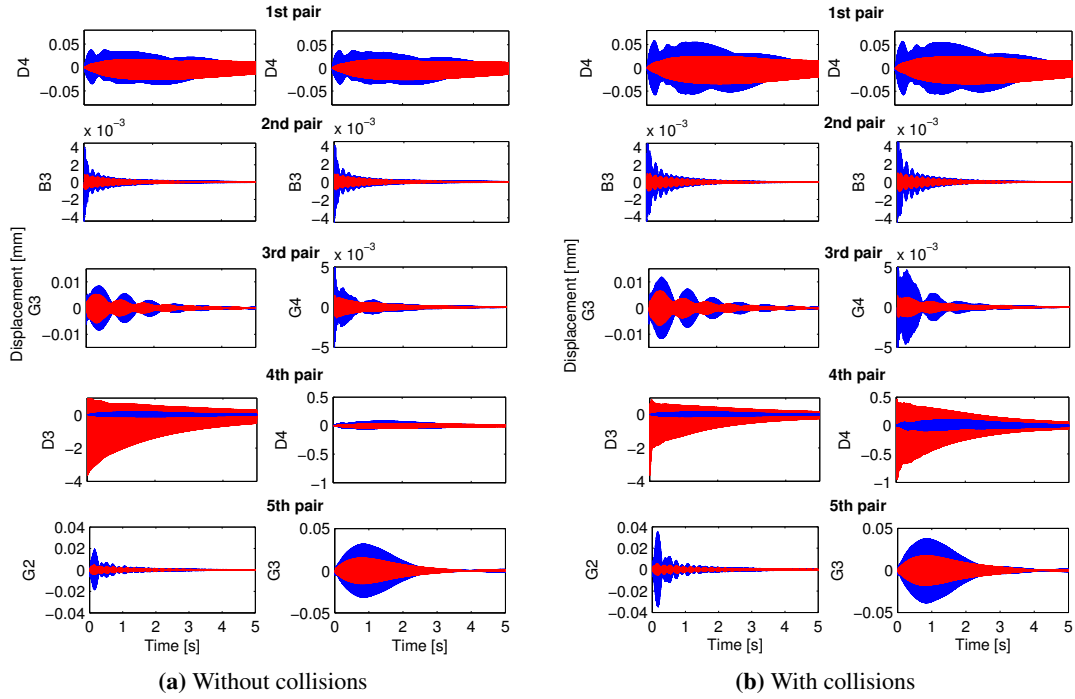 1st pair
0.05
0
−0.05
D4
0.05
0
−0.05
D4
2nd pair
x 10⁻³
4
2
0
−2
−4
B3
x 10⁻³
4
2
0
−2
−4
B3
3rd pair
Displacement [mm]
0.01
0
−0.01
G3
x 10⁻³
5
0
−5
G4
4th pair
0
−2
−4
D3
0.5
0
−0.5
−1
D4
5th pair
0.04
0.02
0
−0.02
−0.04
G2
0.05
0
−0.05
G3
0 1 2 3 4 5
Time [s]
0 1 2 3 4 5
Time [s]
(a) Without collisions
1st pair
0.05
0
−0.05
D4
0.05
0
−0.05
D4
2nd pair
x 10⁻³
4
2
0
−2
−4
B3
x 10⁻³
4
2
0
−2
−4
B3
3rd pair
Displacement [mm]
0.01
0
−0.01
G3
x 10⁻³
5
0
−5
G4
4th pair
0
−2
−4
D3
0.5
0
−0.5
−1
D4
5th pair
0.04
0.02
0
−0.02
−0.04
G2
0.05
0
−0.05
G3
0 1 2 3 4 5
Time [s]
0 1 2 3 4 5
Time [s]
(b) With collisions